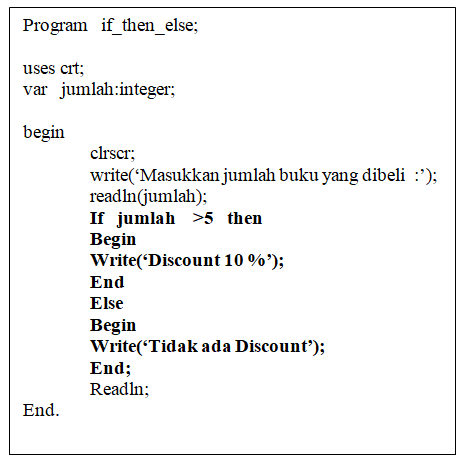 Program if_then_else;
uses crt;
var jumlah:integer;
begin
clrscr;
write(‘Masukkan jumlah buku yang dibeli :’);
readln(jumlah);
If jumlah >5 then
Begin
Write(‘Discount 10 %’);
End
Else
Begin
Write(‘Tidak ada Discount’);
End;
Readln;
End.